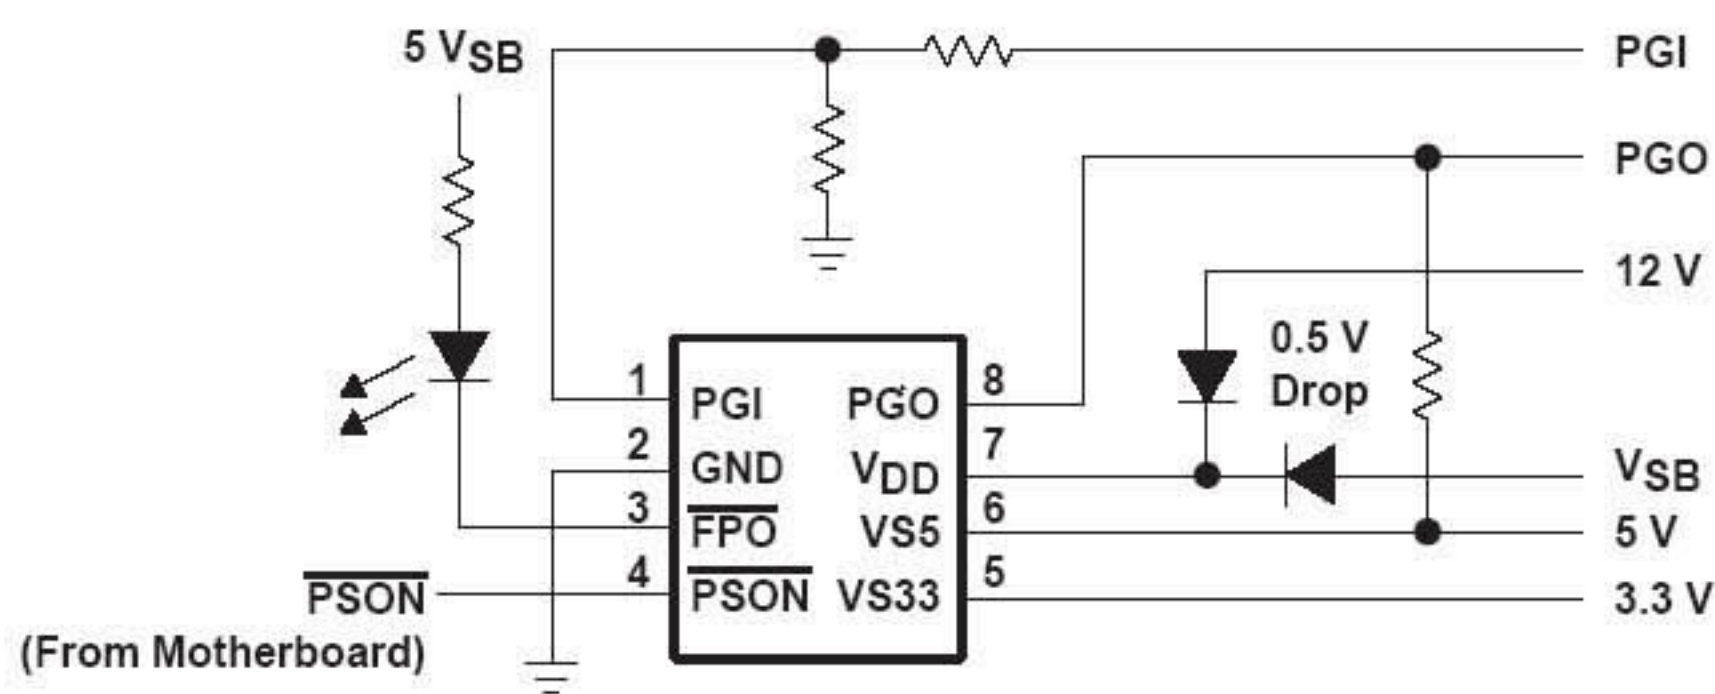 5 VSB
PGI
PGO
12 V
0.5 V
Drop
1
PGI
PGO
8
2
GND
VDD
7
VSB
3
FPO
VS5
6
5 V
4
PSON
VS33
5
3.3 V
PSON
(From Motherboard)